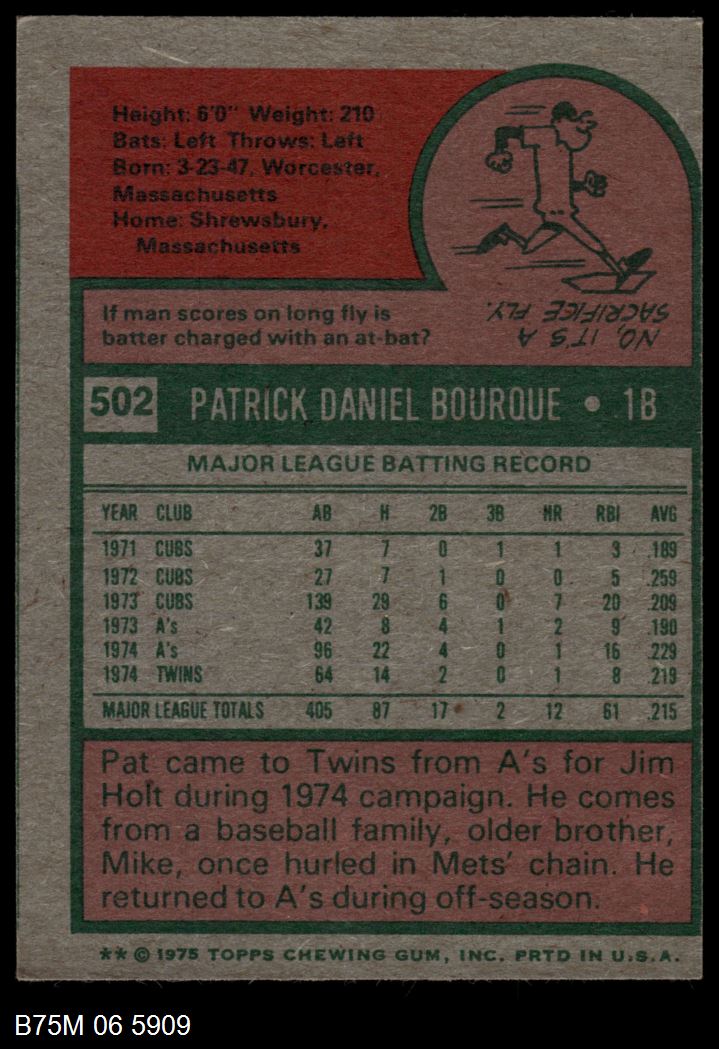 Height: 6'0" Weight: 210
Bats: Left Throws: Left
Born: 3-23-47, Worcester,
Massachusetts
Home: Shrewsbury,
Massachusetts
If man scores on long fly is
batter charged with an at-bat?
NO, IT'S A
SACRIFICE FLY.
502 PATRICK DANIEL BOURQUE • 1B
MAJOR LEAGUE BATTING RECORD
YEAR CLUB AB H 2B 3B HR RBI AVG
1971 CUBS 37 7 0 1 1 3 .189
1972 CUBS 27 7 1 0 0 5 .259
1973 CUBS 139 29 6 0 7 20 .209
1973 A's 42 8 4 1 2 9 .190
1974 A's 96 22 4 0 1 16 .229
1974 TWINS 64 14 2 0 1 8 .219
MAJOR LEAGUE TOTALS 405 87 17 2 12 61 .215
Pat came to Twins from A's for Jim
Holt during 1974 campaign. He comes
from a baseball family, older brother,
Mike, once hurled in Mets' chain. He
returned to A's during off-season.
** © 1975 TOPPS CHEWING GUM, INC. PRTD IN U.S.A.
B75M 06 5909